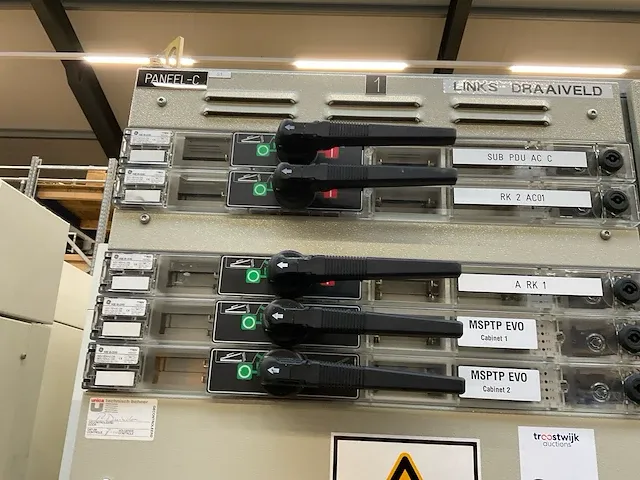 PANEEL-C
1
LINKS DRAAIVELD
SUB PDU AC C
RK 2 AC01
A RK 1
MSPTP EVO
Cabinet 1
MSPTP EVO
Cabinet 2
troostwijk
auctions